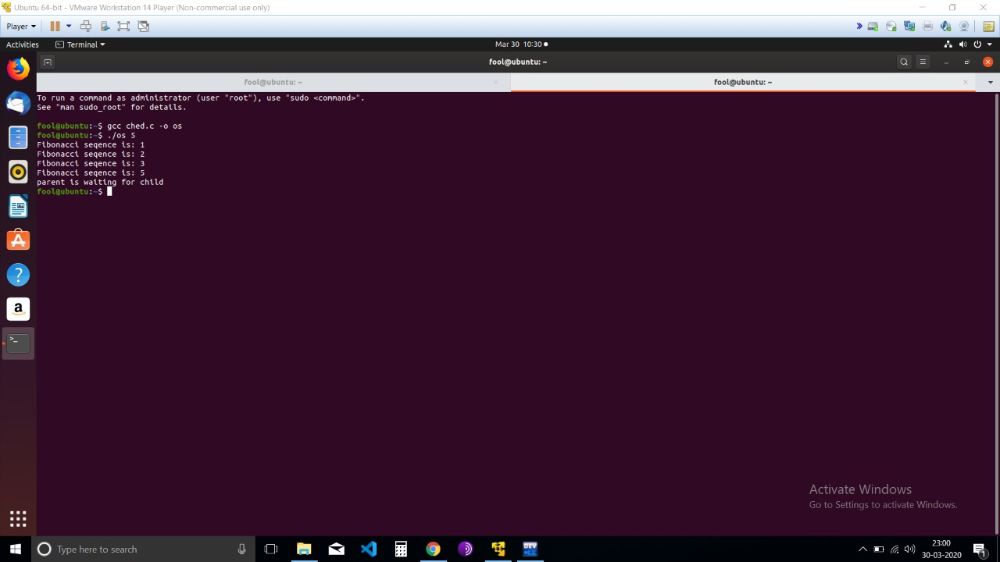 Ubuntu 64-bit - VMware Workstation 14 Player (Non-commercial use only)
Player
Activities
Terminal
Mar 30 10:30
fool@ubuntu: ~
fool@ubuntu: ~
fool@ubuntu: ~
To run a command as administrator (user "root"), use "sudo <command>".
See "man sudo_root" for details.
fool@ubuntu:~$ gcc ched.c -o os
fool@ubuntu:~$ ./os 5
Fibonacci seqence is: 1
Fibonacci seqence is: 2
Fibonacci seqence is: 3
Fibonacci seqence is: 5
parent is waiting for child
fool@ubuntu:~$
Activate Windows
Go to Settings to activate Windows.
Type here to search
DEV
23:00
30-03-2020
1